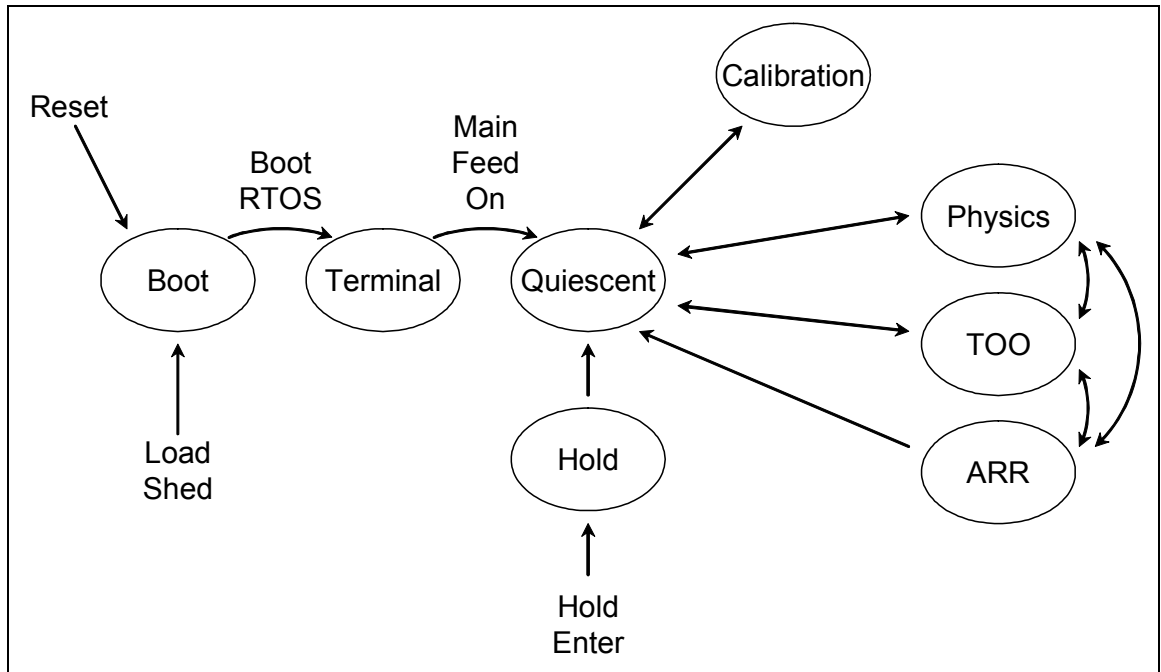 Calibration
Reset
Main
Feed
On
Boot
RTOS
Physics
Boot
Terminal
Quiescent
TOO
Load
Shed
Hold
ARR
Hold
Enter